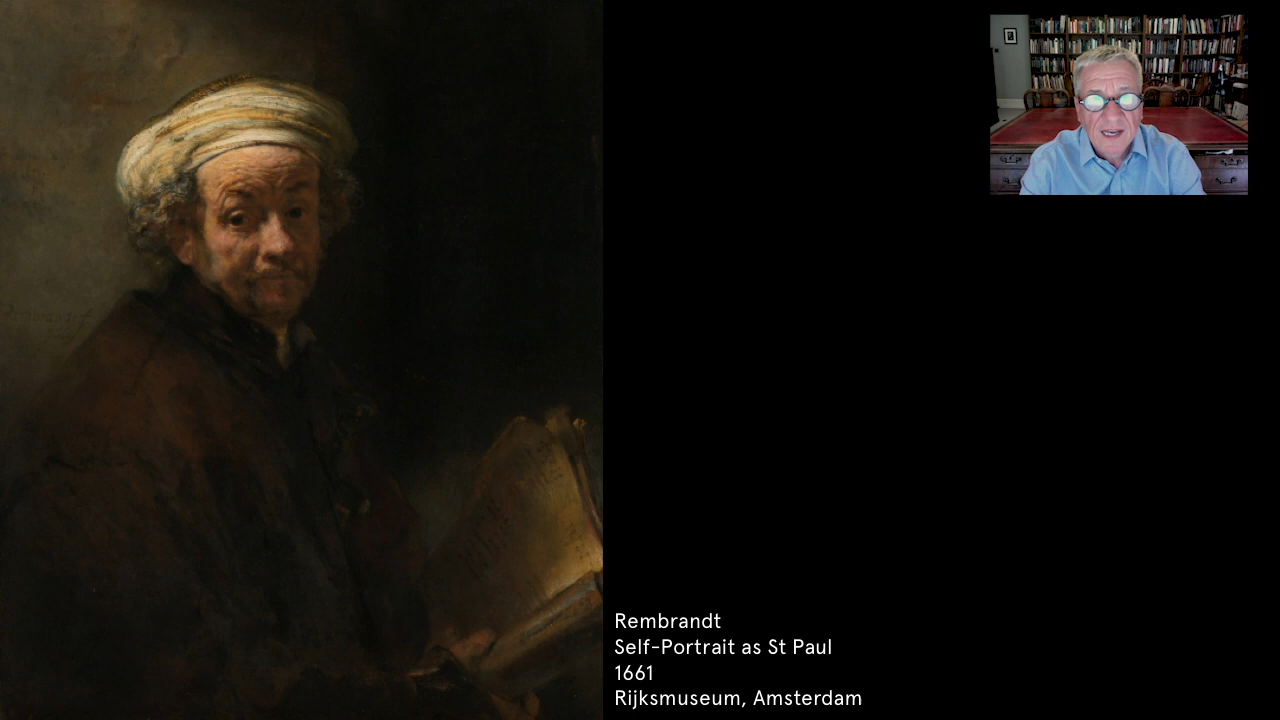 Rembrandt
Self-Portrait as St Paul
1661
Rijksmuseum, Amsterdam